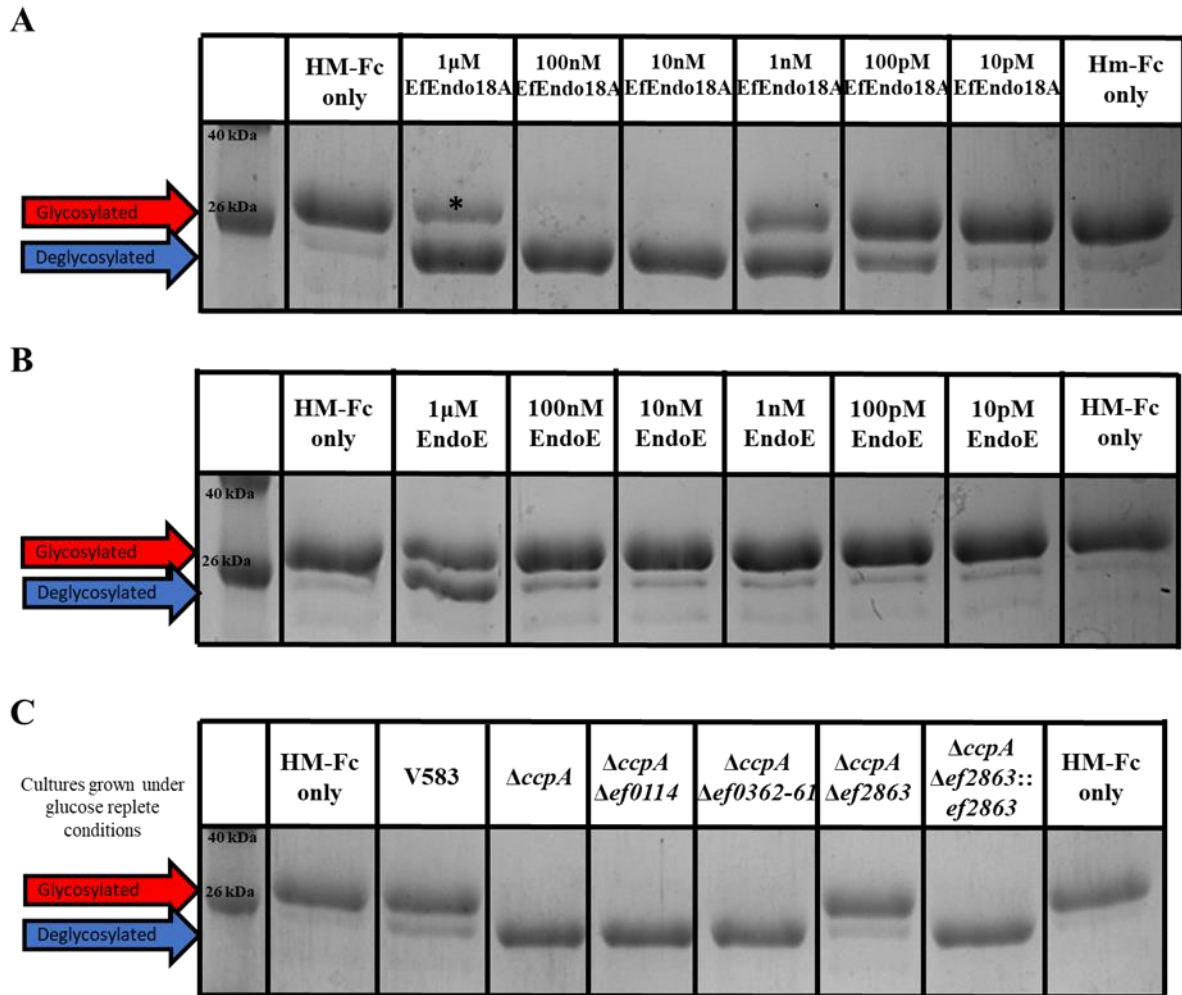 A
HM-Fc
only
1µM
EfEndo18A
100nM
EfEndo18A
10nM
EfEndo18A
1nM
EfEndo18A
100pM
EfEndo18A
10pM
EfEndo18A
Hm-Fc
only
40 kDa
*
Glycosylated
26 kDa
Deglycosylated
B
HM-Fc
only
1µM
EndoE
100nM
EndoE
10nM
EndoE
1nM
EndoE
100pM
EndoE
10pM
EndoE
HM-Fc
only
40 kDa
Glycosylated
26 kDa
Deglycosylated
C
Cultures grown under
glucose replete
conditions
HM-Fc
only
V583
ΔccpA
ΔccpA
Δef0114
ΔccpA
Δef0362-61
ΔccpA
Δef2863
ΔccpA
Δef2863::
ef2863
HM-Fc
only
40 kDa
Glycosylated
26 kDa
Deglycosylated